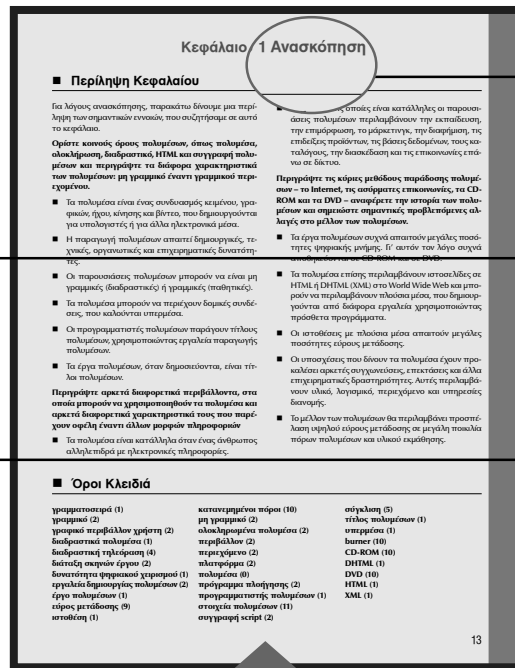 Κεφάλαιο 1 Ανασκόπηση
■ Περίληψη Κεφαλαίου
Για λόγους ανασκόπησης, παρακάτω δίνουμε μια περί-
ληψη των σημαντικών εννοιών, που συζητήσαμε σε αυτό
το κεφάλαιο.
Ορίστε κοινούς όρους πολυμέσων, όπως πολυμέσα,
ολοκλήρωση, διαδραστικό, HTML και συγγραφή πολυ-
μέσων και περιγράψτε τα διάφορα χαρακτηριστικά
των πολυμέσων: μη γραμμικό έναντι γραμμικού περι-
εχομένου.
■ Τα πολυμέσα είναι ένας συνδυασμός κειμένου, γρα-
φικών, ήχου, κίνησης και βίντεο, που δημιουργούνται
για υπολογιστές ή για άλλα ηλεκτρονικά μέσα.
■ Η παραγωγή πολυμέσων απαιτεί δημιουργικές, τε-
χνικές, οργανωτικές και επιχειρηματικές δυνατότη-
τες.
■ Οι παρουσιάσεις πολυμέσων μπορούν να είναι μη
γραμμικές (διαδραστικές) ή γραμμικές (παθητικές).
■ Τα πολυμέσα μπορούν να περιέχουν δομικές συνδέ-
σεις, που καλούνται υπερμέσα.
■ Οι προγραμματιστές πολυμέσων παράγουν τίτλους
πολυμέσων, χρησιμοποιώντας εργαλεία παραγωγής
πολυμέσων.
■ Τα έργα πολυμέσων, όταν δημοσιεύονται, είναι τίτ-
λοι πολυμέσων.
Περιγράψτε αρκετά διαφορετικά περιβάλλοντα, στα
οποία μπορούν να χρησιμοποιηθούν τα πολυμέσα και
αρκετά διαφορετικά χαρακτηριστικά τους που παρέ-
χουν οφέλη έναντι άλλων μορφών πληροφοριών
■ Τα πολυμέσα είναι κατάλληλα όταν ένας άνθρωπος
αλληλεπιδρά με ηλεκτρονικές πληροφορίες.
οποίες είναι κατάλληλες οι παρουσι-
άσεις πολυμέσων περιλαμβάνουν την εκπαίδευση,
την επιμόρφωση, το μάρκετινγκ, την διαφήμιση, τις
επιδείξεις προϊόντων, τις βάσεις δεδομένων, τους κα-
ταλόγους, την διασκέδαση και τις επικοινωνίες επά-
νω σε δίκτυο.
Περιγράψτε τις κύριες μεθόδους παράδοσης πολυμέ-
σων – το Internet, τις ασύρματες επικοινωνίες, τα CD-
ROM και τα DVD – αναφέρετε την ιστορία των πολυ-
μέσων και σημειώστε σημαντικές προβλεπόμενες αλ-
λαγές στο μέλλον των πολυμέσων.
■ Τα έργα πολυμέσων συχνά απαιτούν μεγάλες ποσό-
τητες ψηφιακής μνήμης. Γι’ αυτόν τον λόγο συχνά
αποθηκεύονται σε CD-ROM και σε DVD.
■ Τα πολυμέσα επίσης περιλαμβάνουν ιστοσελίδες σε
HTML ή DHTML (XML) στο World Wide Web και μπο-
ρούν να περιλαμβάνουν πλούσια μέσα, που δημιουρ-
γούνται από διάφορα εργαλεία χρησιμοποιώντας
πρόσθετα προγράμματα.
■ Οι ιστοθέσεις με πλούσια μέσα απαιτούν μεγάλες
ποσότητες εύρους μετάδοσης.
■ Οι υποσχέσεις που δίνουν τα πολυμέσα έχουν προ-
καλέσει αρκετές συγχωνεύσεις, επεκτάσεις και άλλα
επιχειρηματικές δραστηριότητες. Αυτές περιλαμβά-
νουν υλικό, λογισμικό, περιεχόμενο και υπηρεσίες
διανομής.
■ Το μέλλον των πολυμέσων θα περιλαμβάνει προσπέ-
λαση υψηλού εύρους μετάδοσης σε μεγάλη ποικιλία
πόρων πολυμέσων και υλικού εκμάθησης.
■ Όροι Κλειδιά
γραμματοσειρά (1)
γραμμικό (2)
γραφικό περιβάλλον χρήστη (2)
διαδραστικά πολυμέσα (1)
διαδραστική τηλεόραση (4)
διάταξη σκηνών έργου (2)
δυνατότητα ψηφιακού χειρισμού (1)
εργαλεία δημιουργίας πολυμέσων (2)
έργο πολυμέσων (1)
εύρος μετάδοσης (9)
ιστοθέση (1)
κατανεμημένοι πόροι (10)
μη γραμμικό (2)
ολοκληρωμένα πολυμέσα (2)
περιβάλλον (2)
περιεχόμενο (2)
πλατφόρμα (2)
πολυμέσα (0)
πρόγραμμα πλοήγησης (2)
προγραμματιστής πολυμέσων (1)
στοιχεία πολυμέσων (11)
συγγραφή script (2)
σύγκλιση (5)
τίτλος πολυμέσων (1)
υπερμέσα (1)
burner (10)
CD-ROM (10)
DHTML (1)
DVD (10)
HTML (1)
XML (1)
13